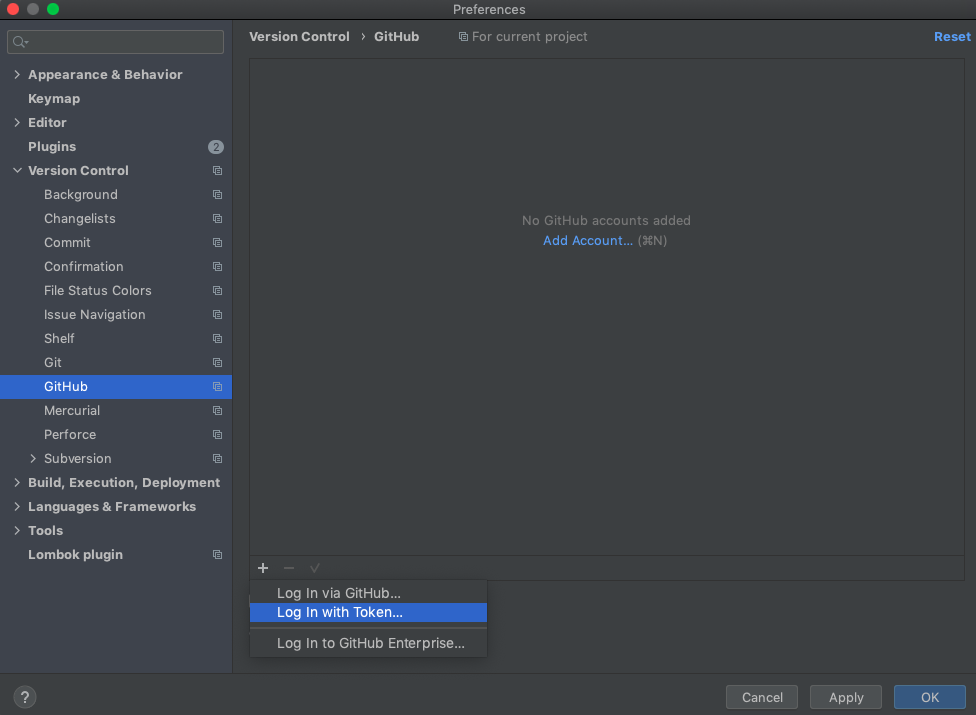 Preferences
Version Control › GitHub For current project Reset
Appearance & Behavior
Keymap
Editor
Plugins 2
Version Control
Background
Changelists
Commit
Confirmation
File Status Colors
Issue Navigation
Shelf
Git
GitHub
Mercurial
Perforce
Subversion
Build, Execution, Deployment
Languages & Frameworks
Tools
Lombok plugin
No GitHub accounts added
Add Account... (⌘N)
Log In via GitHub...
Log In with Token...
Log In to GitHub Enterprise...
? Cancel Apply OK